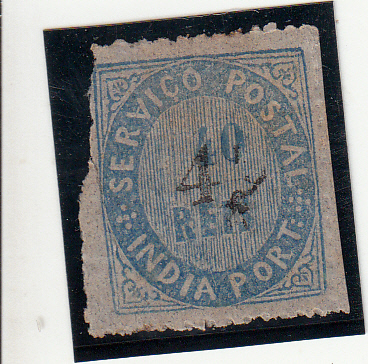 SERVIÇO POSTAL
40
4
REIS
INDIA PORT.